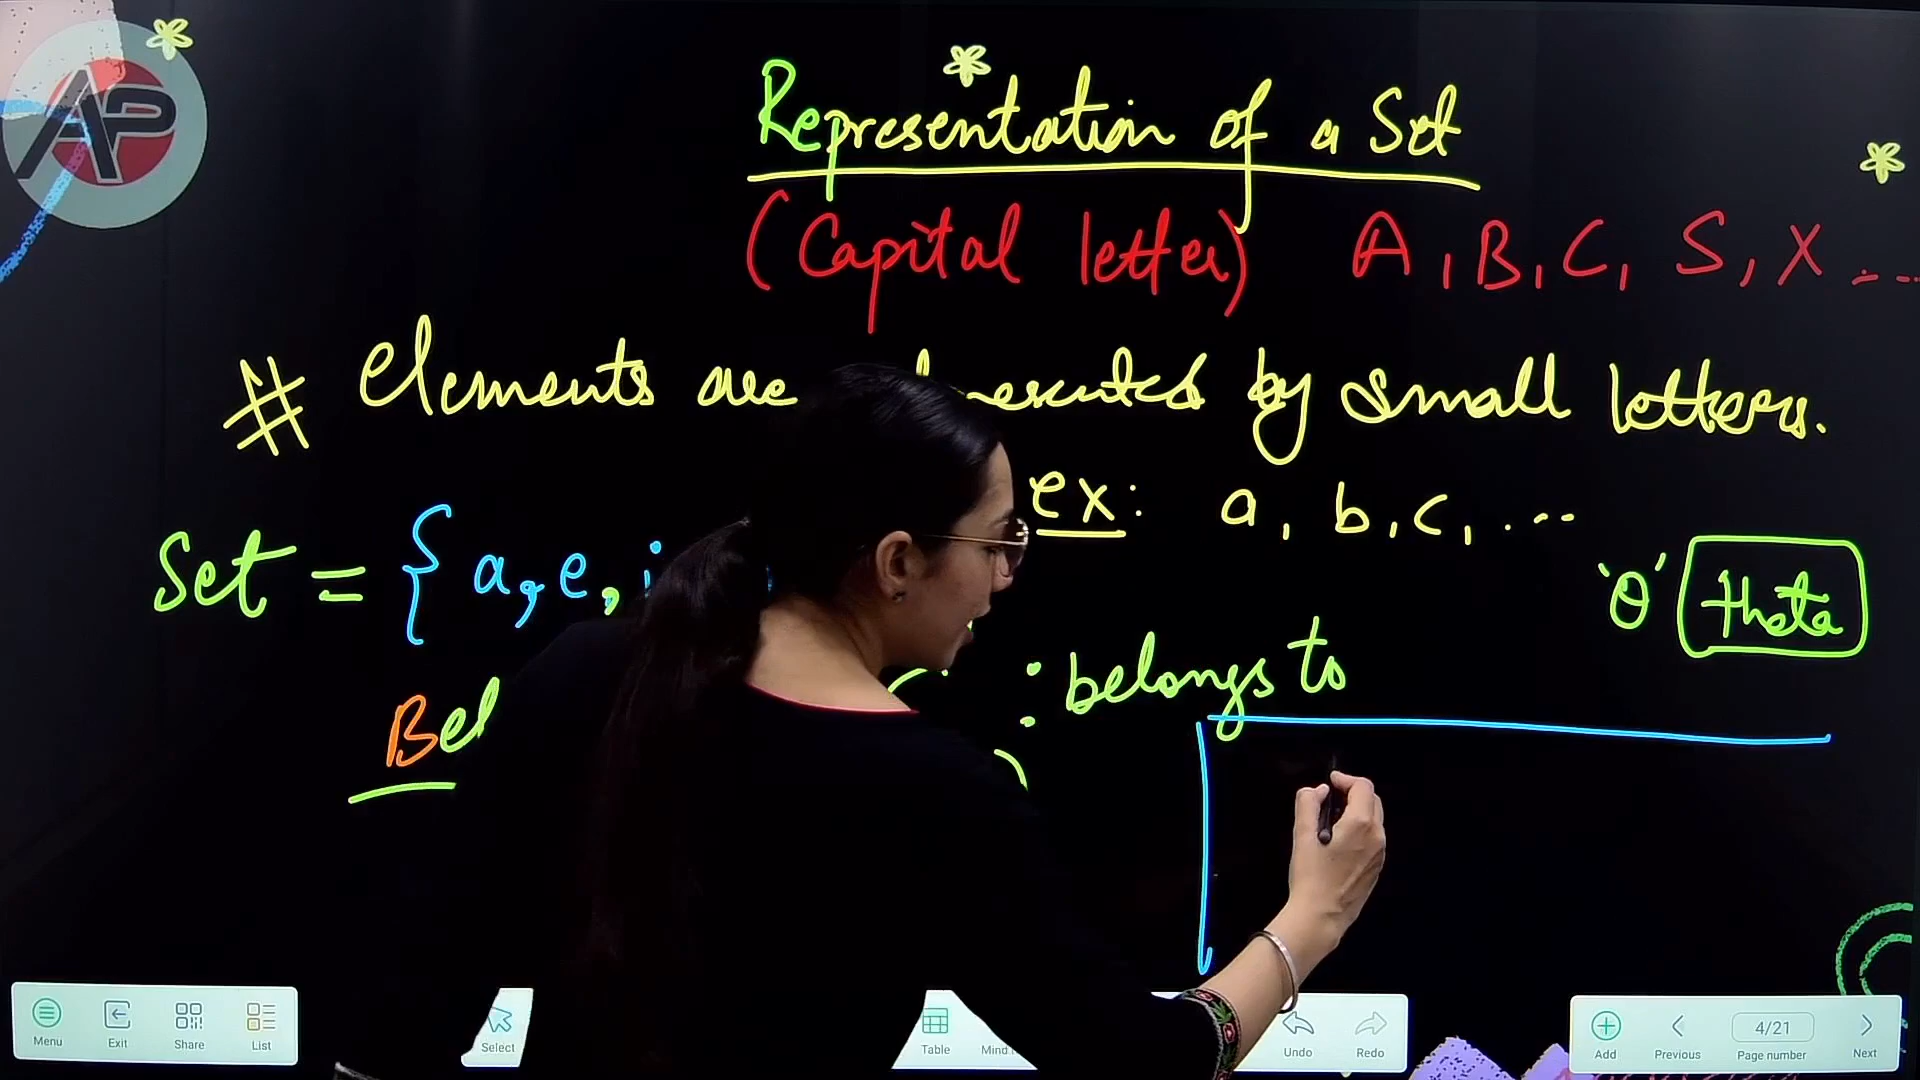 AP
Representation of a Set
(Capital letter) A, B, C, S, X ...
# Elements are by small letters.
ex: a, b, c, ...
Set = { a, e, i
'θ' theta
: belongs to
Menu Exit Share List Select Table Undo Redo Add Previous 4/21 Page number Next